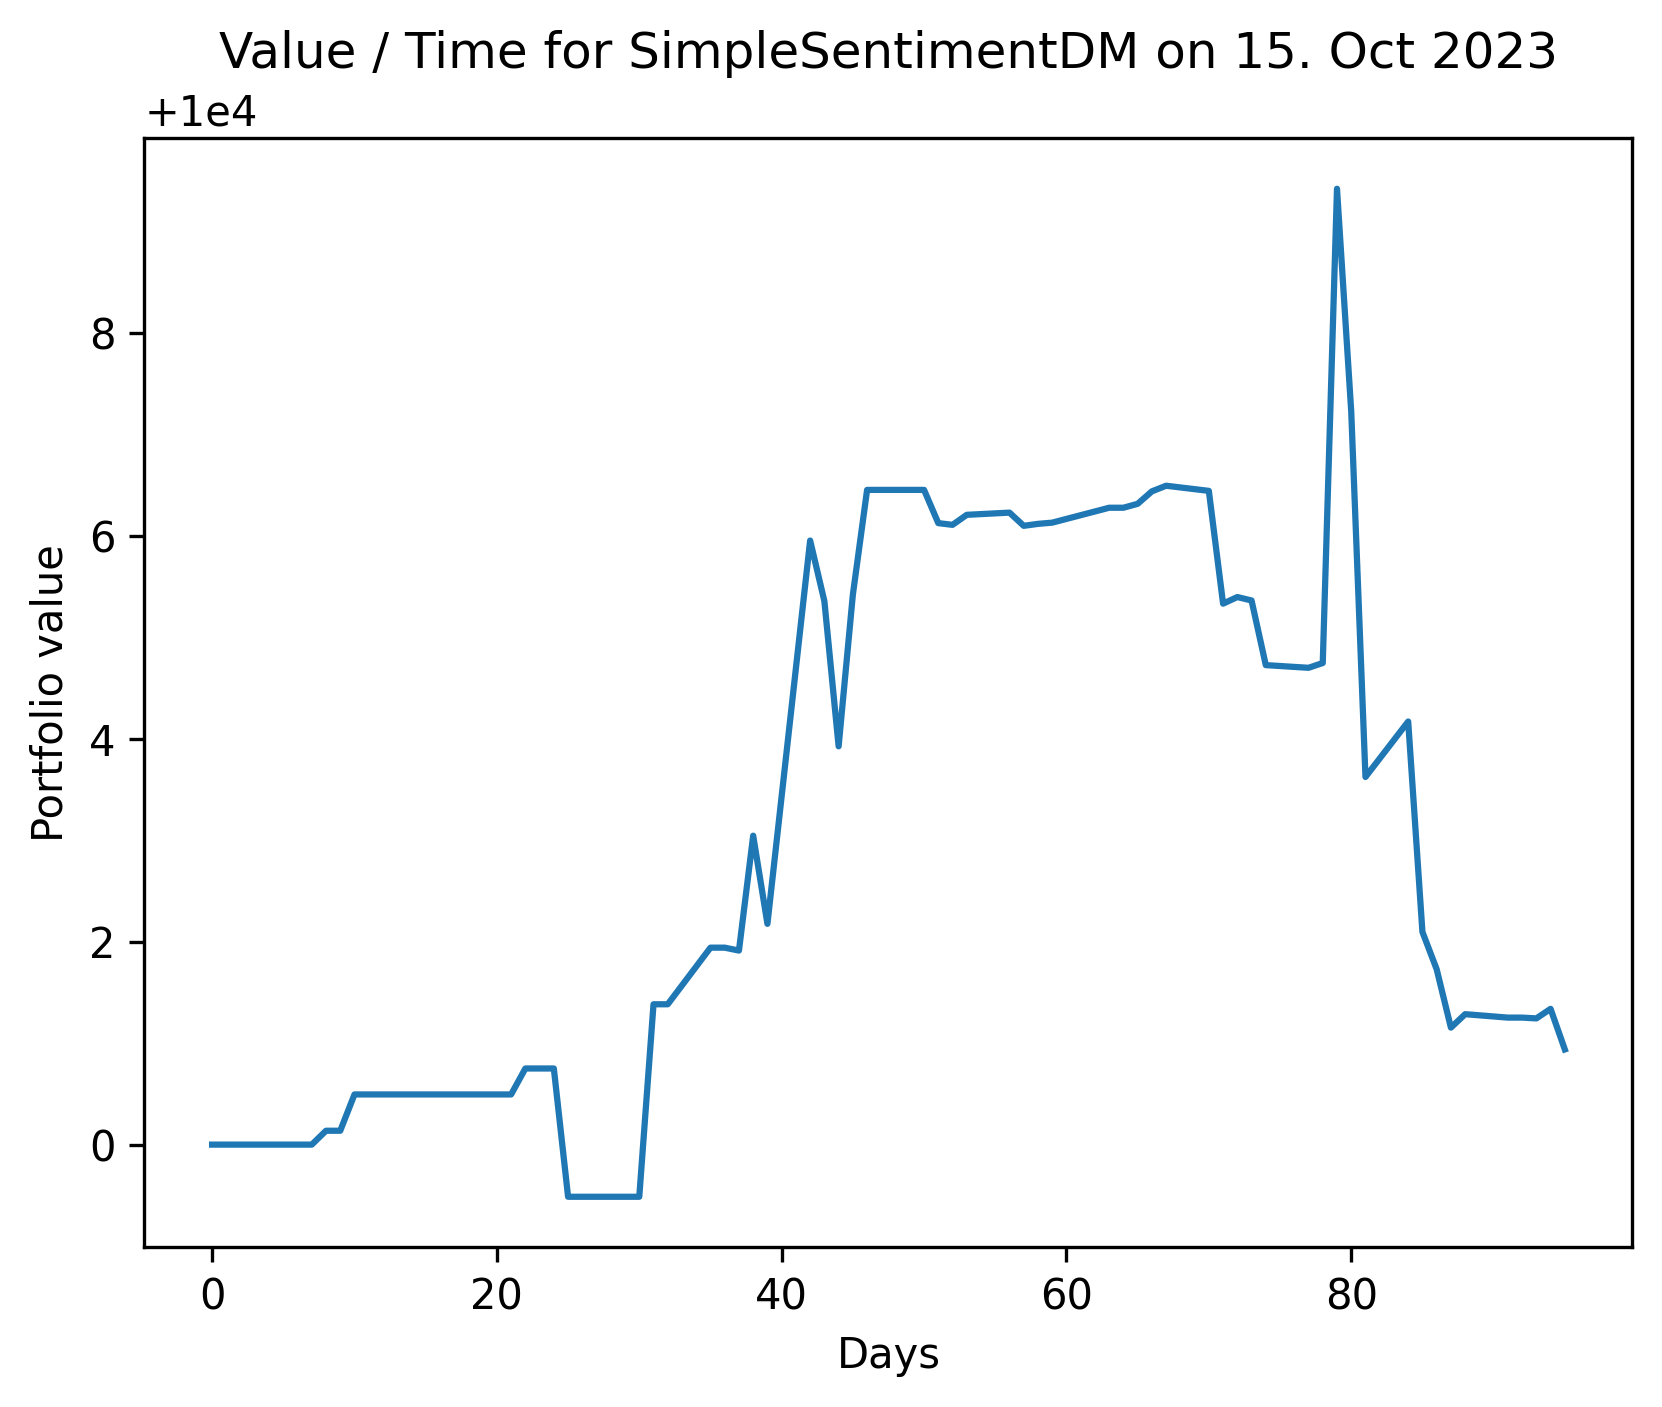 Value / Time for SimpleSentimentDM on 15. Oct 2023
+1e4
8
6
4
2
0
Portfolio value
0 20 40 60 80
Days